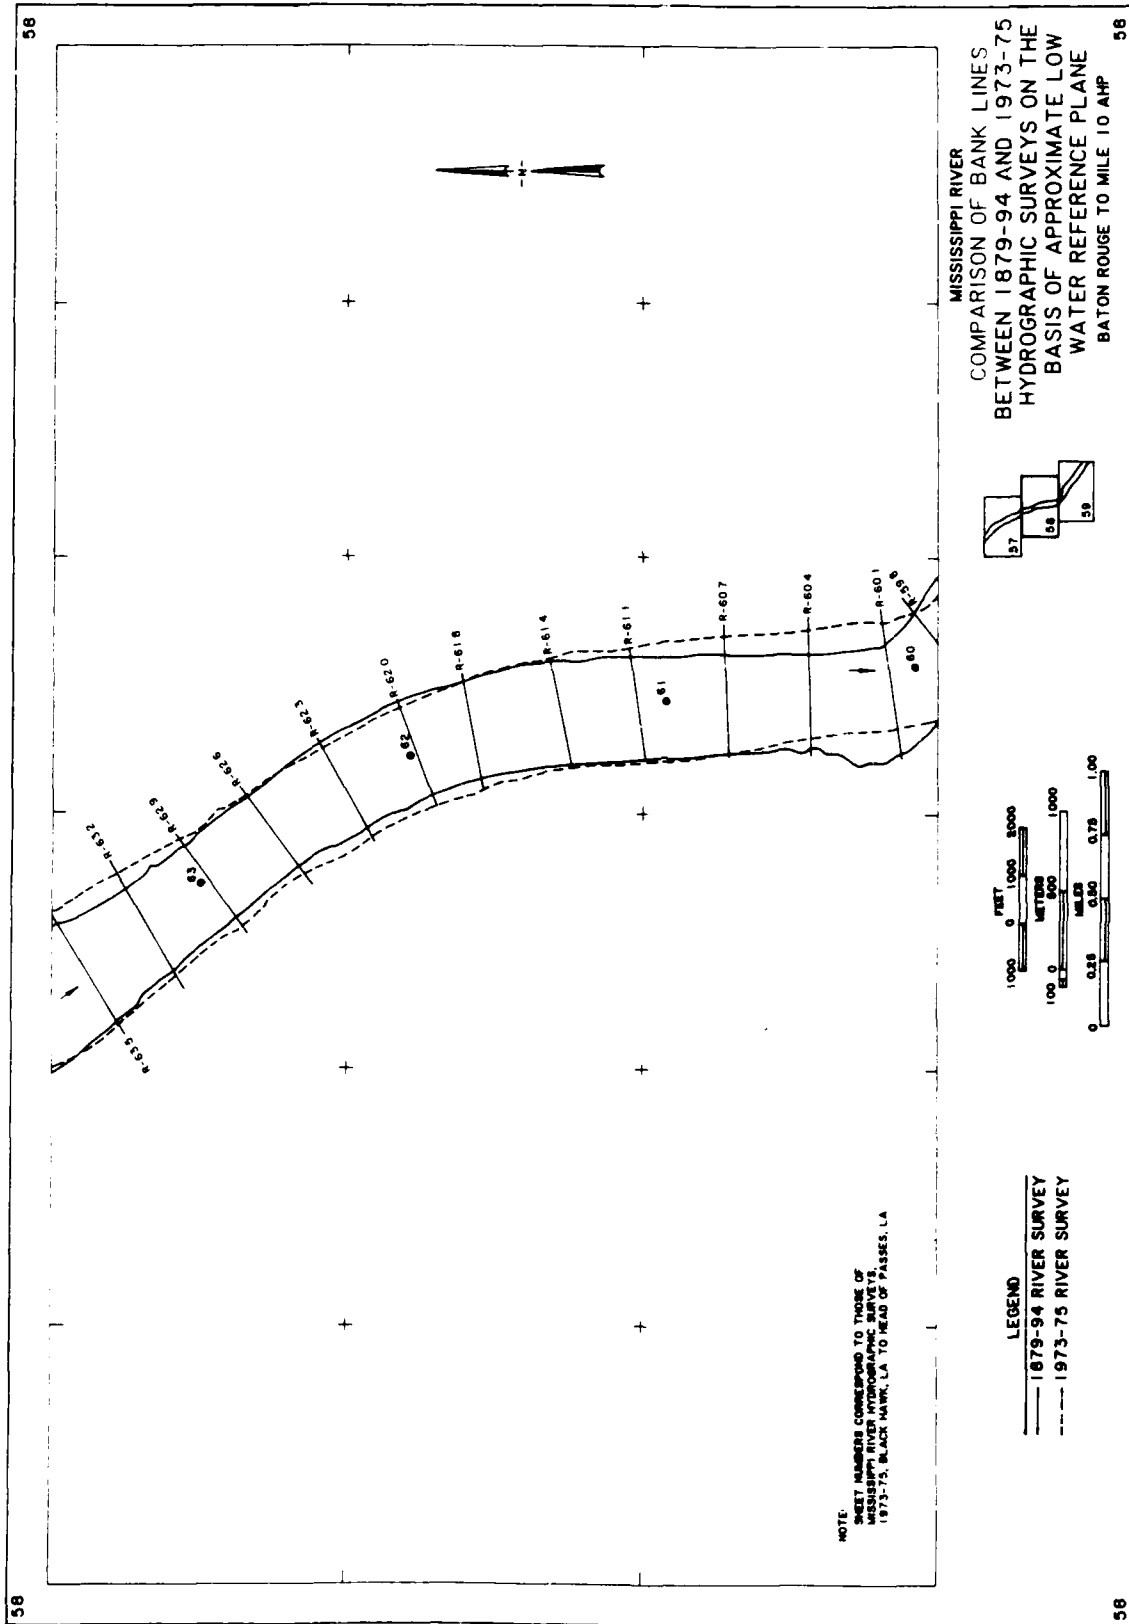 58
58
R-632
R-629
63
R-626
R-635
R-623
R-620
62
R-618
R-614
R-611
61
R-607
R-604
R-601
60
R-598
-N-
NOTE:
SHEET NUMBERS CORRESPOND TO THOSE OF
MISSISSIPPI RIVER HYDROGRAPHIC SURVEYS,
1973-75, BLACK HAWK, LA TO HEAD OF PASSES, LA
LEGEND
1879-94 RIVER SURVEY
1973-75 RIVER SURVEY
1000 0 1000 2000
FEET
METERS
100 0 500 1000
MILES
0 0.25 0.50 0.75 1.00
57
58
59
MISSISSIPPI RIVER
COMPARISON OF BANK LINES
BETWEEN 1879-94 AND 1973-75
HYDROGRAPHIC SURVEYS ON THE
BASIS OF APPROXIMATE LOW
WATER REFERENCE PLANE
BATON ROUGE TO MILE 10 AHP
58
58